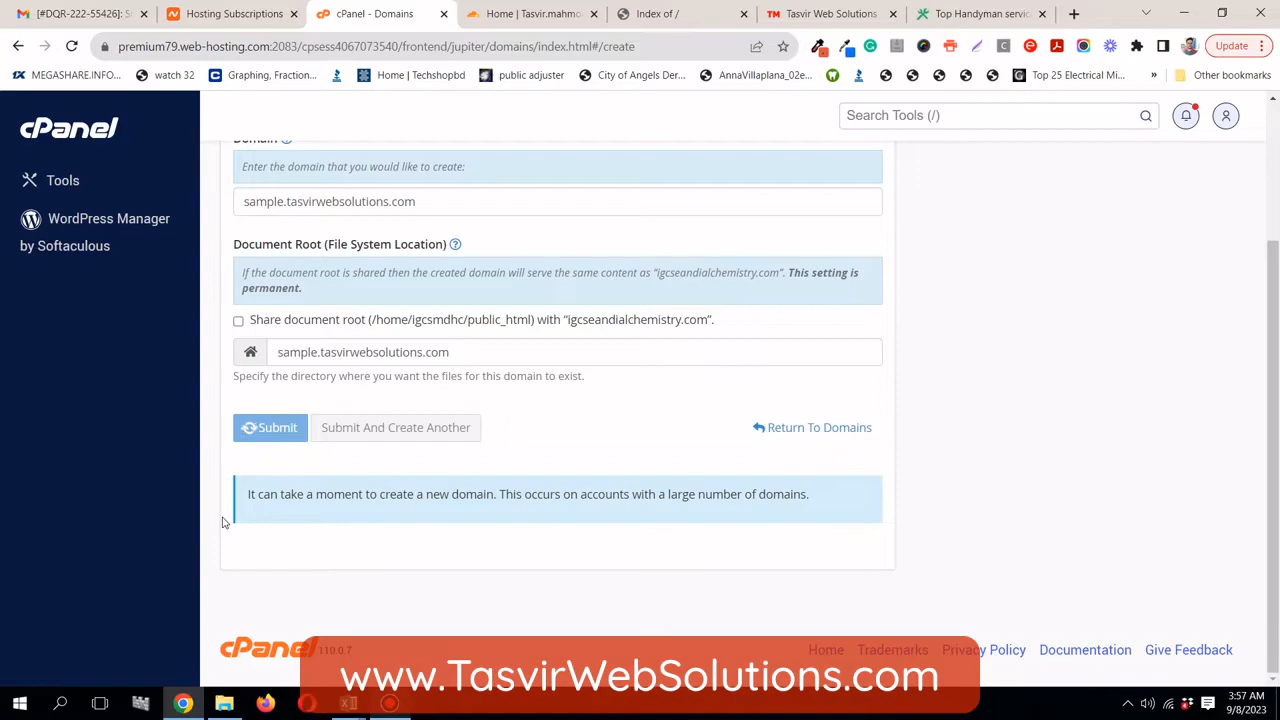 [#DQR-222-55426]: Su
Hosting Subscriptions
cPanel - Domains
Home | Tasvir.mahmo
Index of /
TM
Tasvir Web Solutions
Top Handyman servic
premium79.web-hosting.com:2083/cpsess4006073080/frontend/jupiter/domains/index.html#/create
Update
MEGASHARE.INFO...
watch 32
Graphing, Fraction...
Home | Techshopbd
public adjuster
City of Angels Der...
AnnaVillaplana_02e...
Top 25 Electrical Mi...
»
Other bookmarks
cPanel
Search Tools (/)
Tools
WordPress Manager
by Softaculous
Domain
Enter the domain that you would like to create:
sample.tasvirwebsolutions.com
Document Root (File System Location)
If the document root is shared then the created domain will serve the same content as “igcseandialchemistry.com”. This setting is
permanent.
Share document root (/home/igcsmdhc/public_html) with “igcseandialchemistry.com”.
sample.tasvirwebsolutions.com
Specify the directory where you want the files for this domain to exist.
Submit
Submit And Create Another
Return To Domains
It can take a moment to create a new domain. This occurs on accounts with a large number of domains.
cPanel 110.0.7
Home
Trademarks
Privacy Policy
Documentation
Give Feedback
www.TasvirWebSolutions.com
3:57 AM
9/8/2023